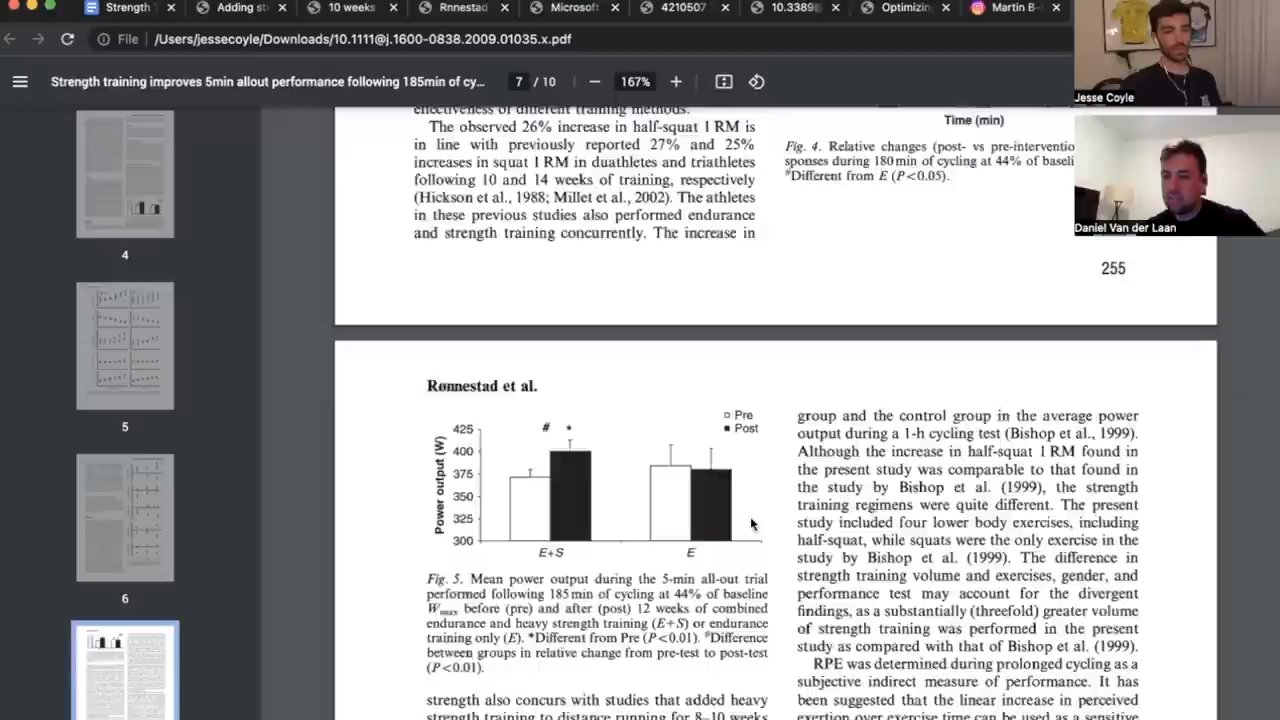 Strength T
Adding st
10 weeks
Rnnestad
Microsoft
4210507
10.3389
Optimizin
Martin B-
File
/Users/jessecoyle/Downloads/10.1111@j.1600-0838.2009.01035.x.pdf
Strength training improves 5min allout performance following 185min of cy...
7 / 10
167%
Jesse Coyle
Daniel Van der Laan
4
5
6
ectiveness of different training methods.
The observed 26% increase in half-squat 1 RM is
in line with previously reported 27% and 25%
increases in squat 1 RM in duathletes and triathletes
following 10 and 14 weeks of training, respectively
(Hickson et al., 1988; Millet et al., 2002). The athletes
in these previous studies also performed endurance
and strength training concurrently. The increase in
Time (min)
Fig. 4. Relative changes (post- vs pre-interventio
sponses during 180 min of cycling at 44% of baseli
#Different from E (P<0.05).
255
Rønnestad et al.
Pre
Post
Power output (W)
425
400
375
350
325
300
# *
E+S
E
Fig. 5. Mean power output during the 5-min all-out trial
performed following 185 min of cycling at 44% of baseline
Wmax before (pre) and after (post) 12 weeks of combined
endurance and heavy strength training (E+S) or endurance
training only (E). *Different from Pre (P<0.01). #Difference
between groups in relative change from pre-test to post-test
(P<0.01).
strength also concurs with studies that added heavy
strength training to distance running for 8–10 weeks
group and the control group in the average power
output during a 1-h cycling test (Bishop et al., 1999).
Although the increase in half-squat 1 RM found in
the present study was comparable to that found in
the study by Bishop et al. (1999), the strength
training regimens were quite different. The present
study included four lower body exercises, including
half-squat, while squats were the only exercise in the
study by Bishop et al. (1999). The difference in
strength training volume and exercises, gender, and
performance test may account for the divergent
findings, as a substantially (threefold) greater volume
of strength training was performed in the present
study as compared with that of Bishop et al. (1999).
RPE was determined during prolonged cycling as a
subjective indirect measure of performance. It has
been suggested that the linear increase in perceived
exertion over exercise time can be used as a sensitive